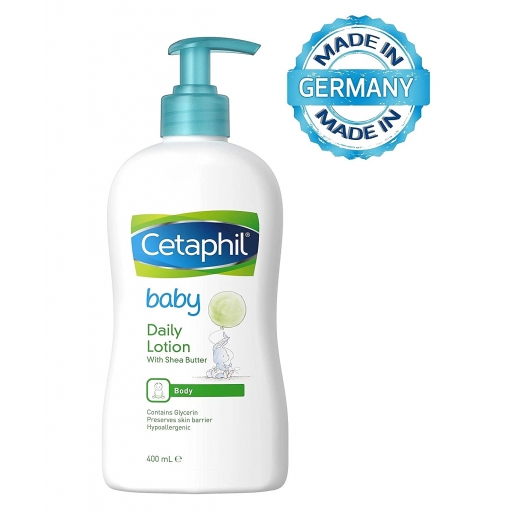 MADE IN
GERMANY
MADE IN
Cetaphil®
baby
Daily
Lotion
With Shea Butter
Body
Contains Glycerin
Preserves skin barrier
Hypoallergenic
400 mL ℮